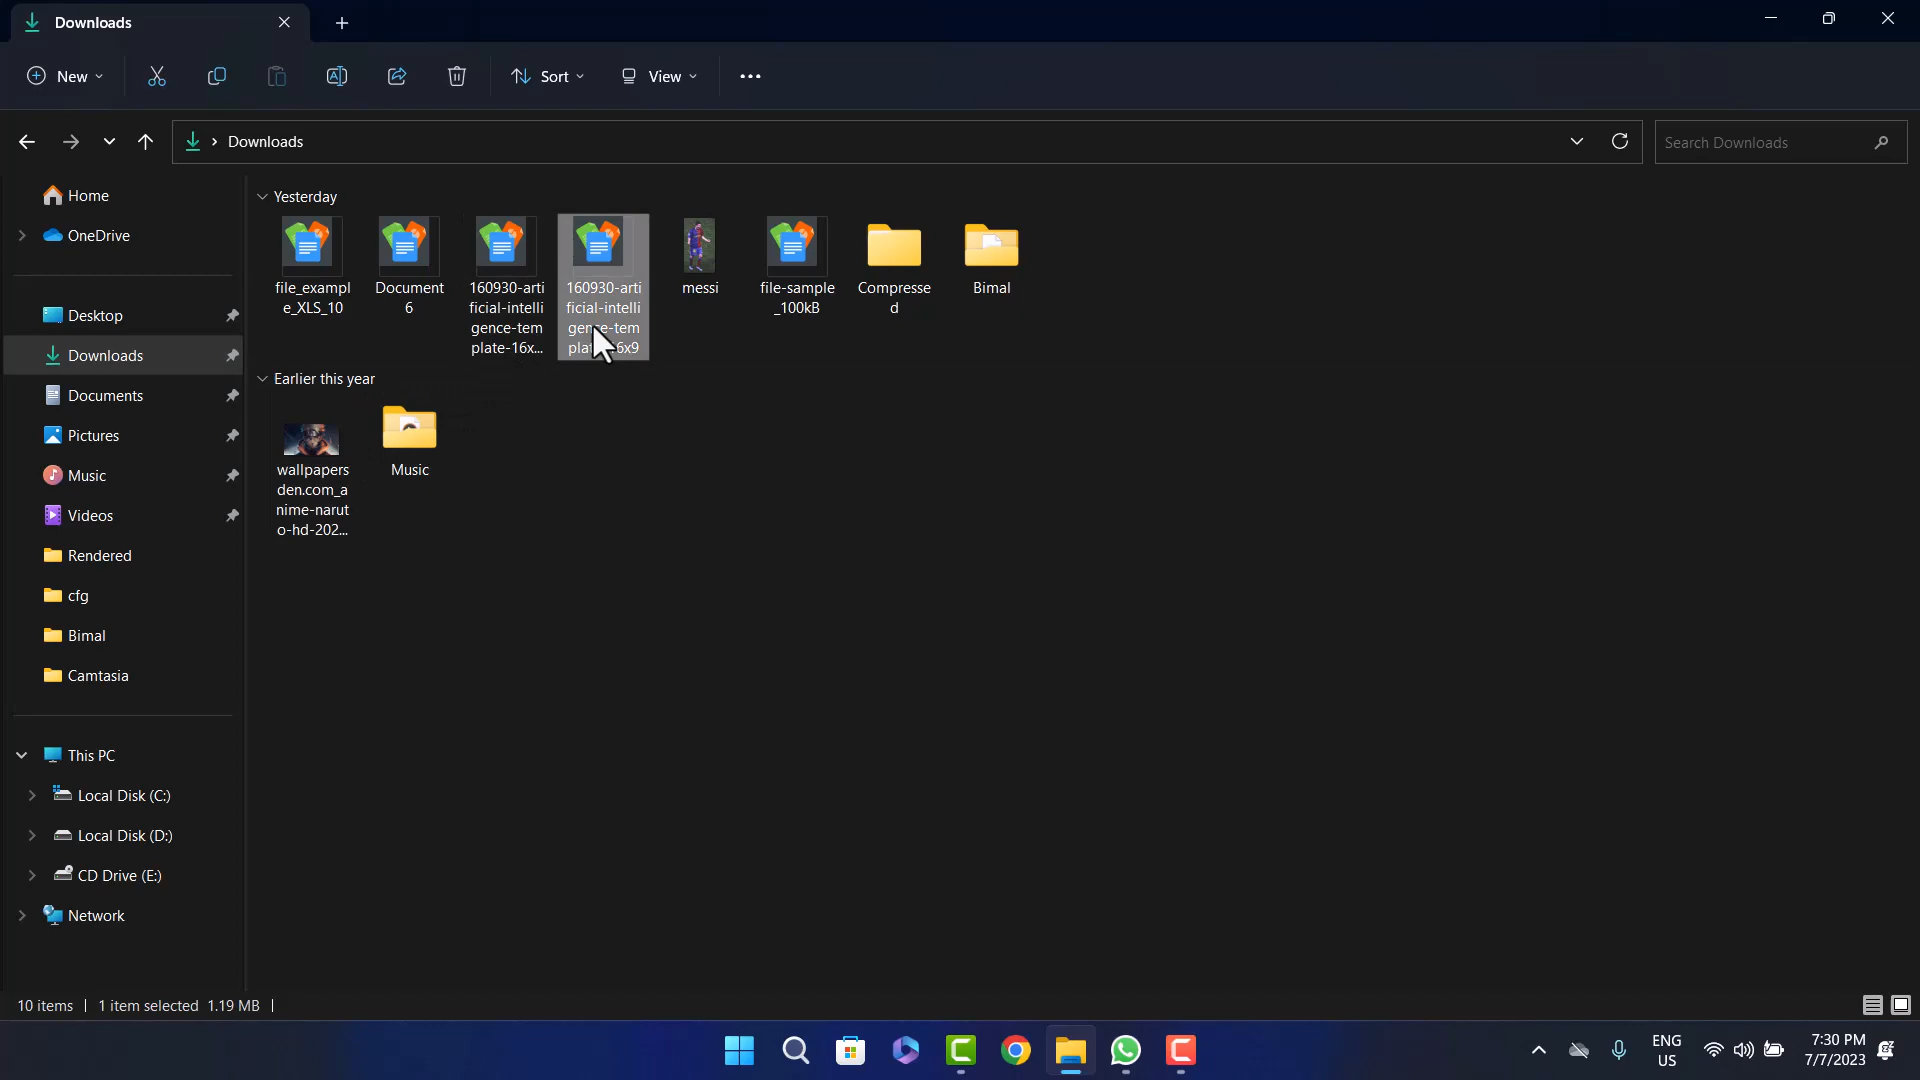 Downloads
New
Sort
View
Downloads
Search Downloads
Home
OneDrive
Desktop
Downloads
Documents
Pictures
Music
Videos
Rendered
cfg
Bimal
Camtasia
This PC
Local Disk (C:)
Local Disk (D:)
CD Drive (E:)
Network
Yesterday
file_exampl
e_XLS_10
Document
6
160930-arti
ficial-intelli
gence-tem
plate-16x...
160930-arti
ficial-intelli
gence-tem
plate-16x9
messi
file-sample
_100kB
Compresse
d
Bimal
Earlier this year
wallpapers
den.com_a
nime-narut
o-hd-202...
Music
10 items
1 item selected 1.19 MB
ENG
US
7:30 PM
7/7/2023